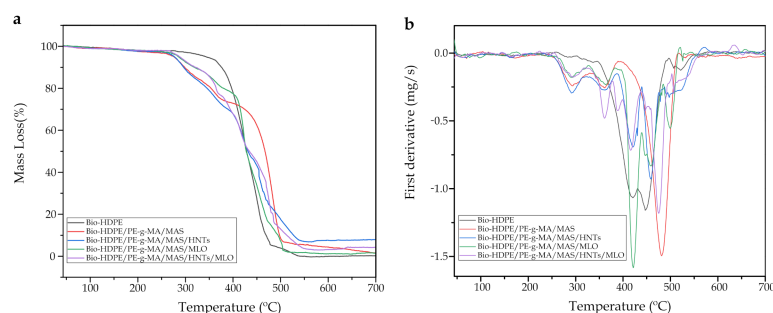 a
100
80
60
40
20
0
Mass Loss(%)
Bio-HDPE
Bio-HDPE/PE-g-MA/MAS
Bio-HDPE/PE-g-MA/MAS/HNTs
Bio-HDPE/PE-g-MA/MAS/MLO
Bio-HDPE/PE-g-MA/MAS/HNTs/MLO
100 200 300 400 500 600 700
Temperature (ºC)
b
0.0
-0.5
-1.0
-1.5
First derivative (mg/s)
Bio-HDPE
Bio-HDPE/PE-g-MA/MAS
Bio-HDPE/PE-g-MA/MAS/HNTs
Bio-HDPE/PE-g-MA/MAS/MLO
Bio-HDPE/PE-g-MA/MAS/HNTs/MLO
100 200 300 400 500 600 700
Temperature (ºC)